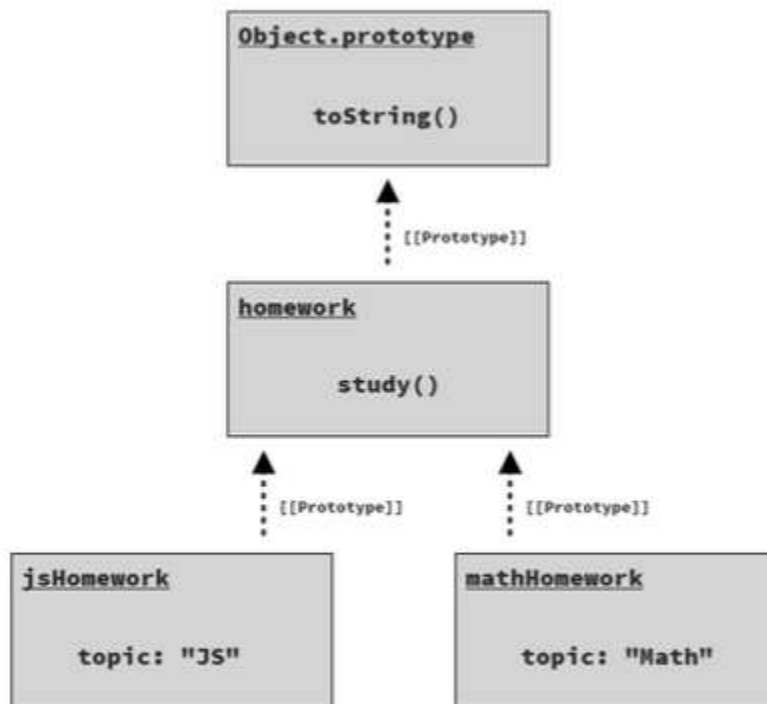 Object.prototype
toString()
[[Prototype]]
homework
study()
[[Prototype]]
[[Prototype]]
jsHomework
topic: "JS"
mathHomework
topic: "Math"